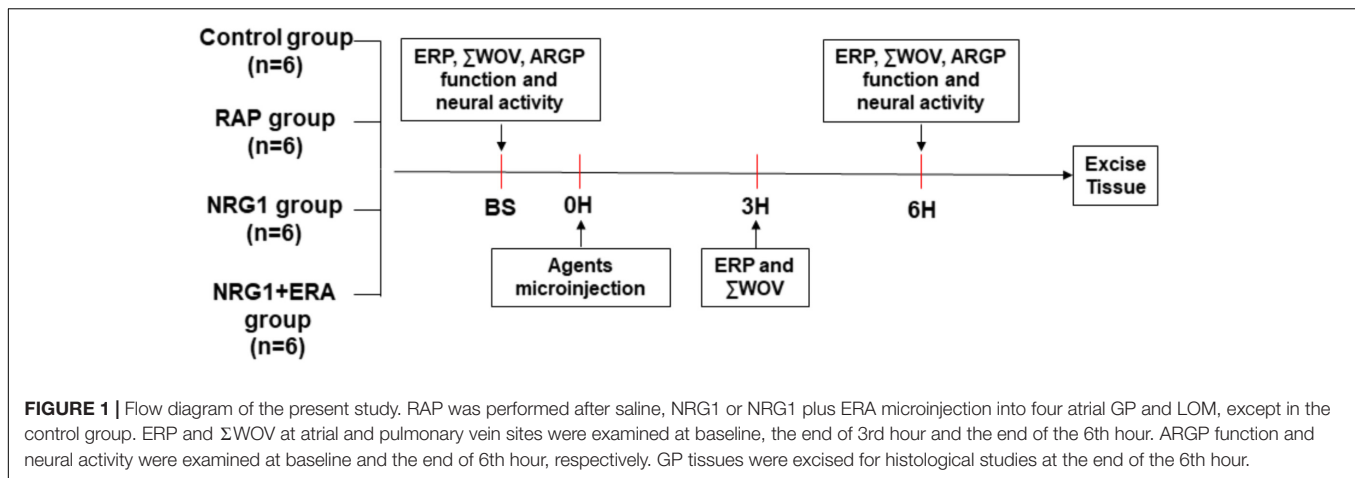 Control group
(n=6)
RAP group
(n=6)
NRG1 group
(n=6)
NRG1+ERA
group
(n=6)
ERP, ∑WOV, ARGP
function and
neural activity
ERP, ∑WOV, ARGP
function and
neural activity
BS
0H
3H
6H
Excise
Tissue
Agents
microinjection
ERP and
∑WOV
FIGURE 1 | Flow diagram of the present study. RAP was performed after saline, NRG1 or NRG1 plus ERA microinjection into four atrial GP and LOM, except in the
control group. ERP and ΣWOV at atrial and pulmonary vein sites were examined at baseline, the end of 3rd hour and the end of the 6th hour. ARGP function and
neural activity were examined at baseline and the end of 6th hour, respectively. GP tissues were excised for histological studies at the end of the 6th hour.